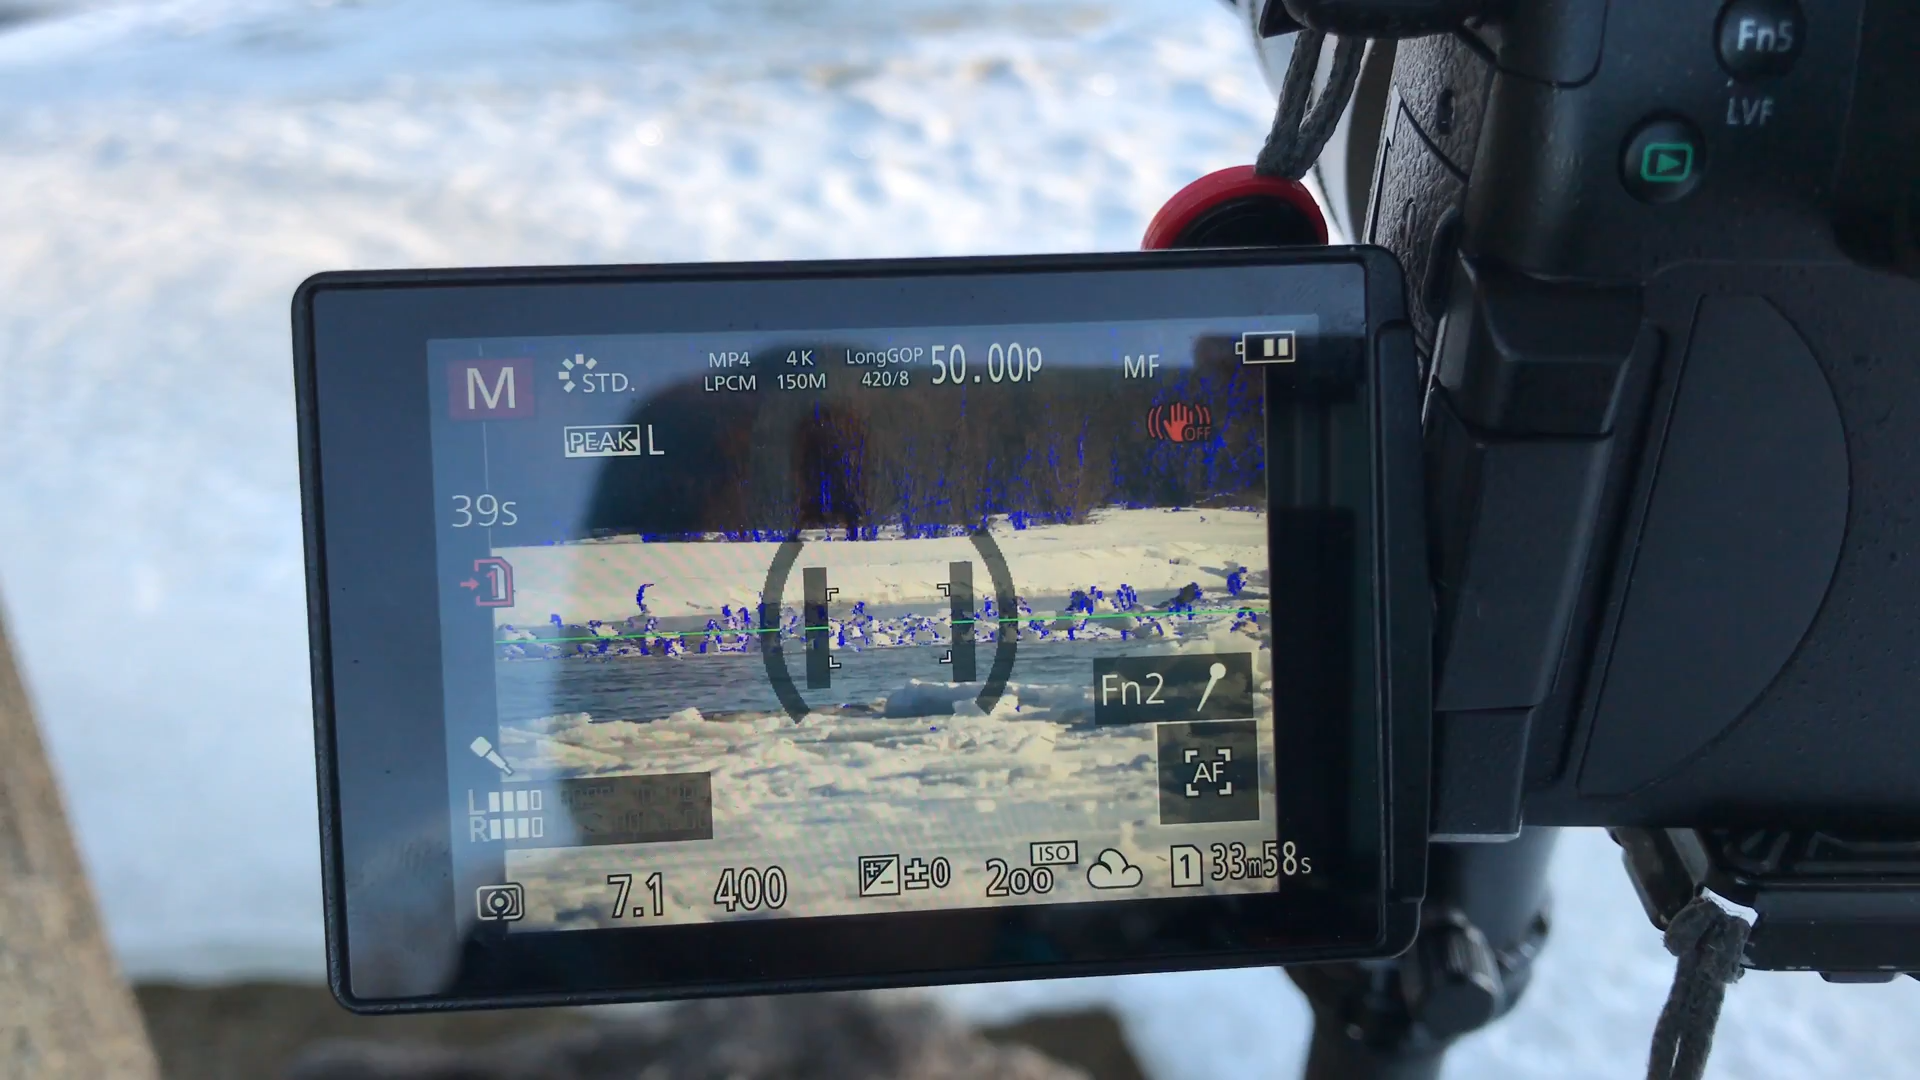 Fn5
LVF
M STD. MP4 4K LongGOP 50.00p MF
LPCM 150M 420/8
PEAK L
OFF
39s
1
Fn2
AF
L
R
7.1 400 ±0 200 ISO 1 33m58s